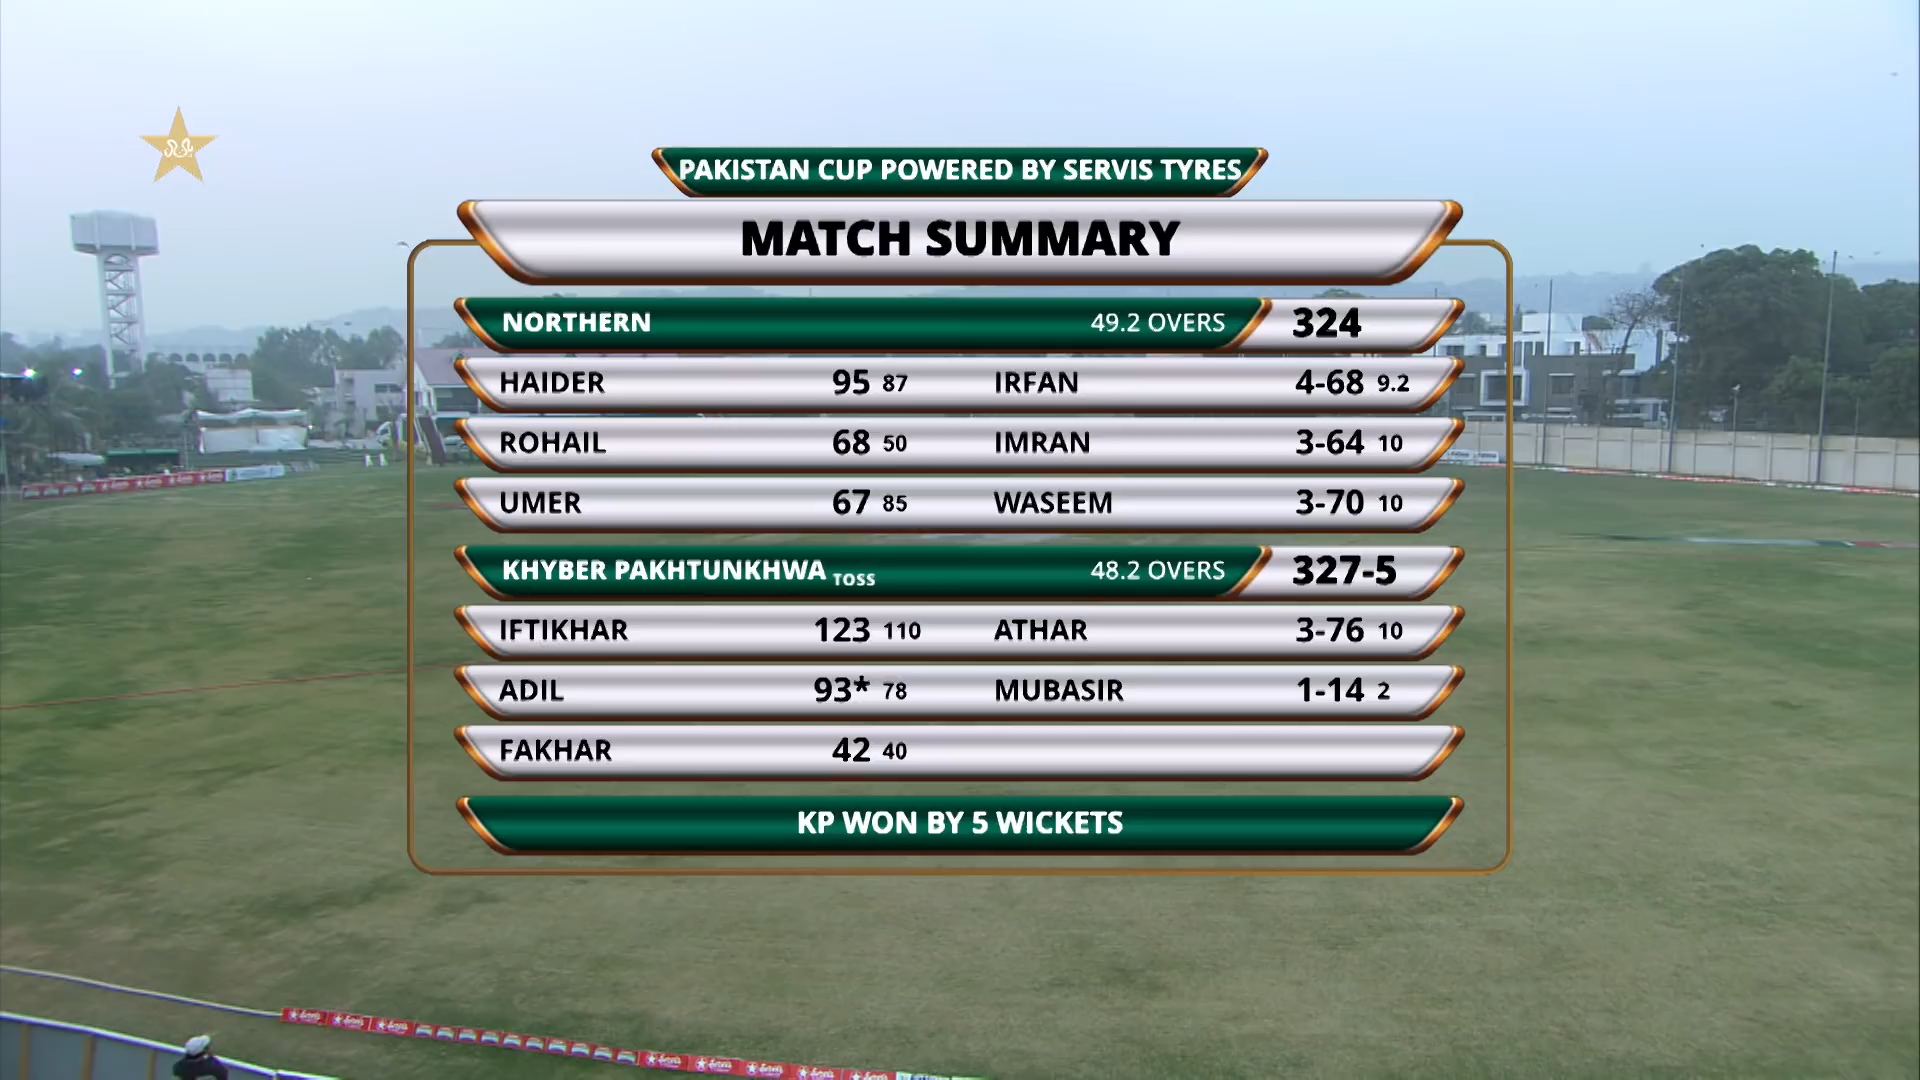 PAKISTAN CUP POWERED BY SERVIS TYRES
MATCH SUMMARY
NORTHERN 49.2 OVERS 324
HAIDER 95 87 IRFAN 4-68 9.2
ROHAIL 68 50 IMRAN 3-64 10
UMER 67 85 WASEEM 3-70 10
KHYBER PAKHTUNKHWA TOSS 48.2 OVERS 327-5
IFTIKHAR 123 110 ATHAR 3-76 10
ADIL 93* 78 MUBASIR 1-14 2
FAKHAR 42 40
KP WON BY 5 WICKETS